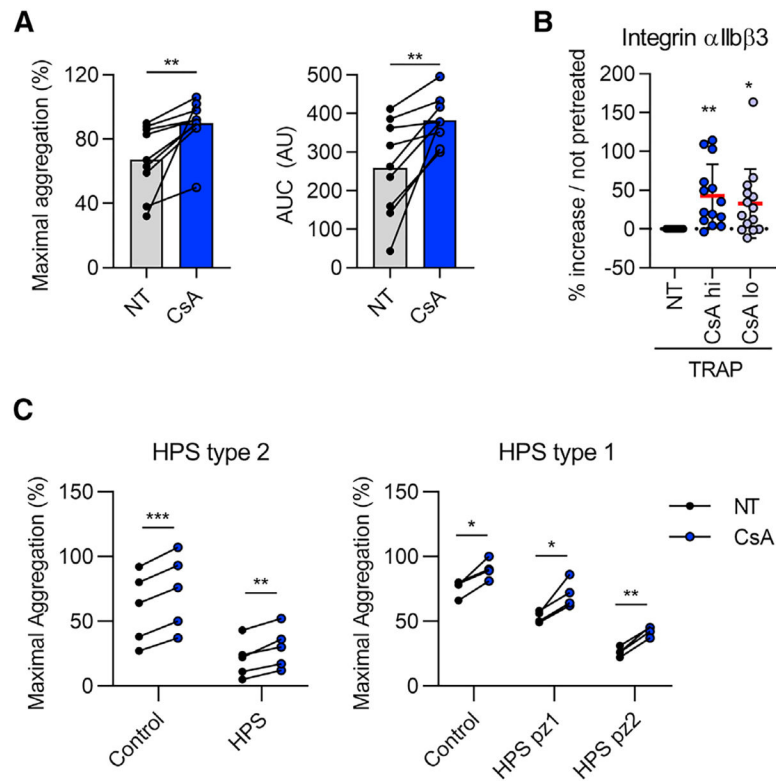 A
Maximal aggregation (%)
120
80
40
0
**
NT
CsA
AUC (AU)
500
400
300
200
100
0
**
NT
CsA
B
Integrin αIIbβ3
% increase / not pretreated
200
150
100
50
0
-50
**
*
NT
CsA hi
CsA lo
TRAP
C
HPS type 2
Maximal Aggregation (%)
150
100
50
0
***
**
Control
HPS
HPS type 1
Maximal Aggregation (%)
150
100
50
0
*
*
**
Control
HPS pz1
HPS pz2
NT
CsA